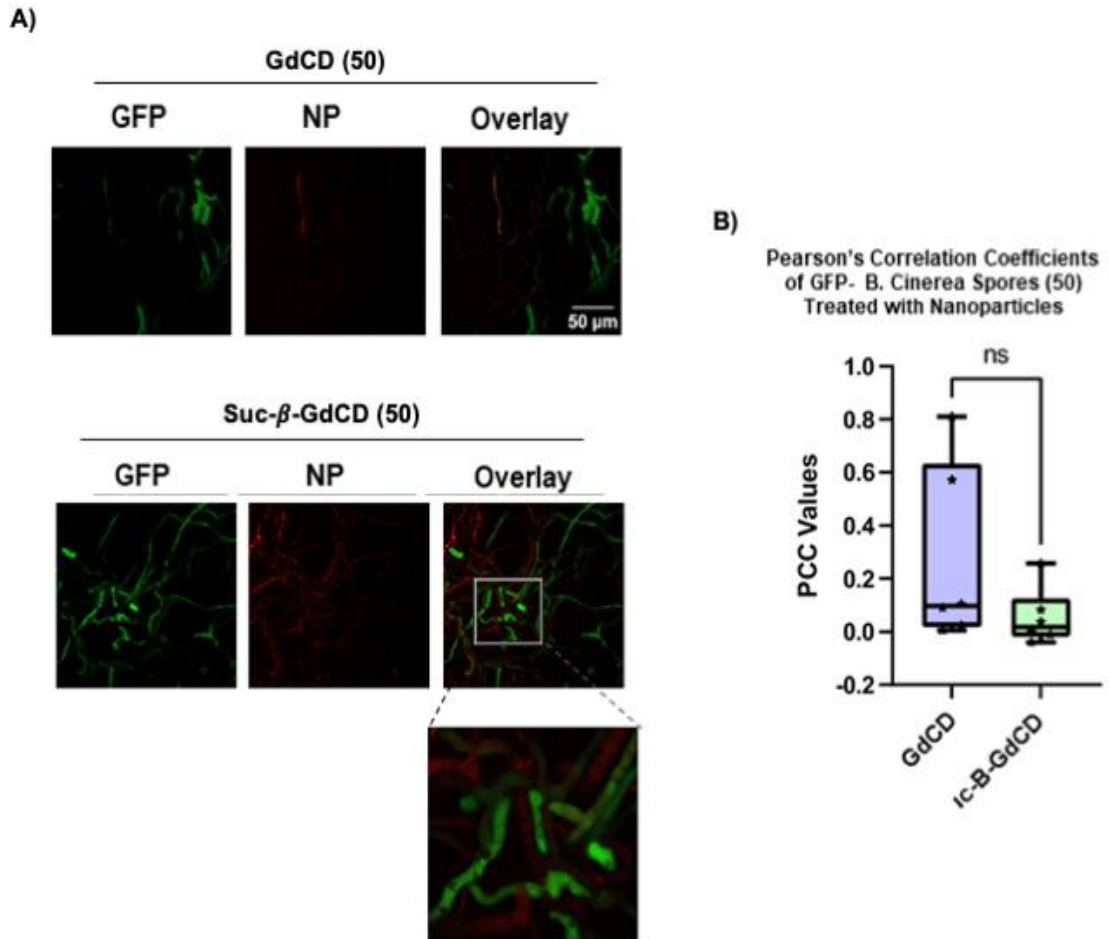 A)
GdCD (50)
GFP NP Overlay
50 µm
Suc-β-GdCD (50)
GFP NP Overlay
B)
Pearson's Correlation Coefficients
of GFP- B. Cinerea Spores (50)
Treated with Nanoparticles
ns
1.0
0.8
0.6
0.4
0.2
0.0
-0.2
PCC Values
GdCD
ıc-B-GdCD